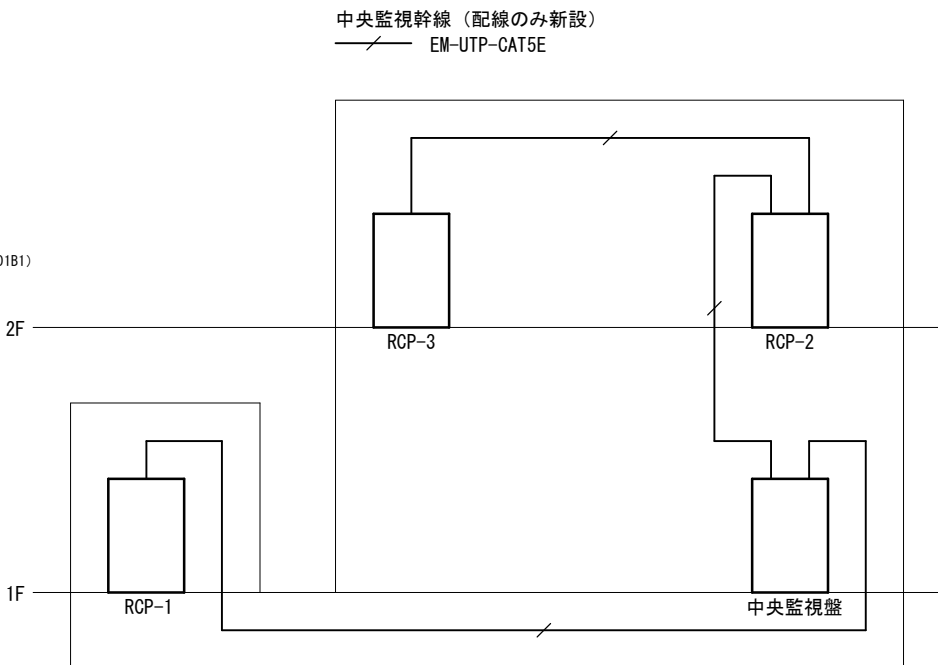 中央監視幹線（配線のみ新設）
EM-UTP-CAT5E
01B1)
2F
RCP-3
RCP-2
1F
RCP-1
中央監視盤